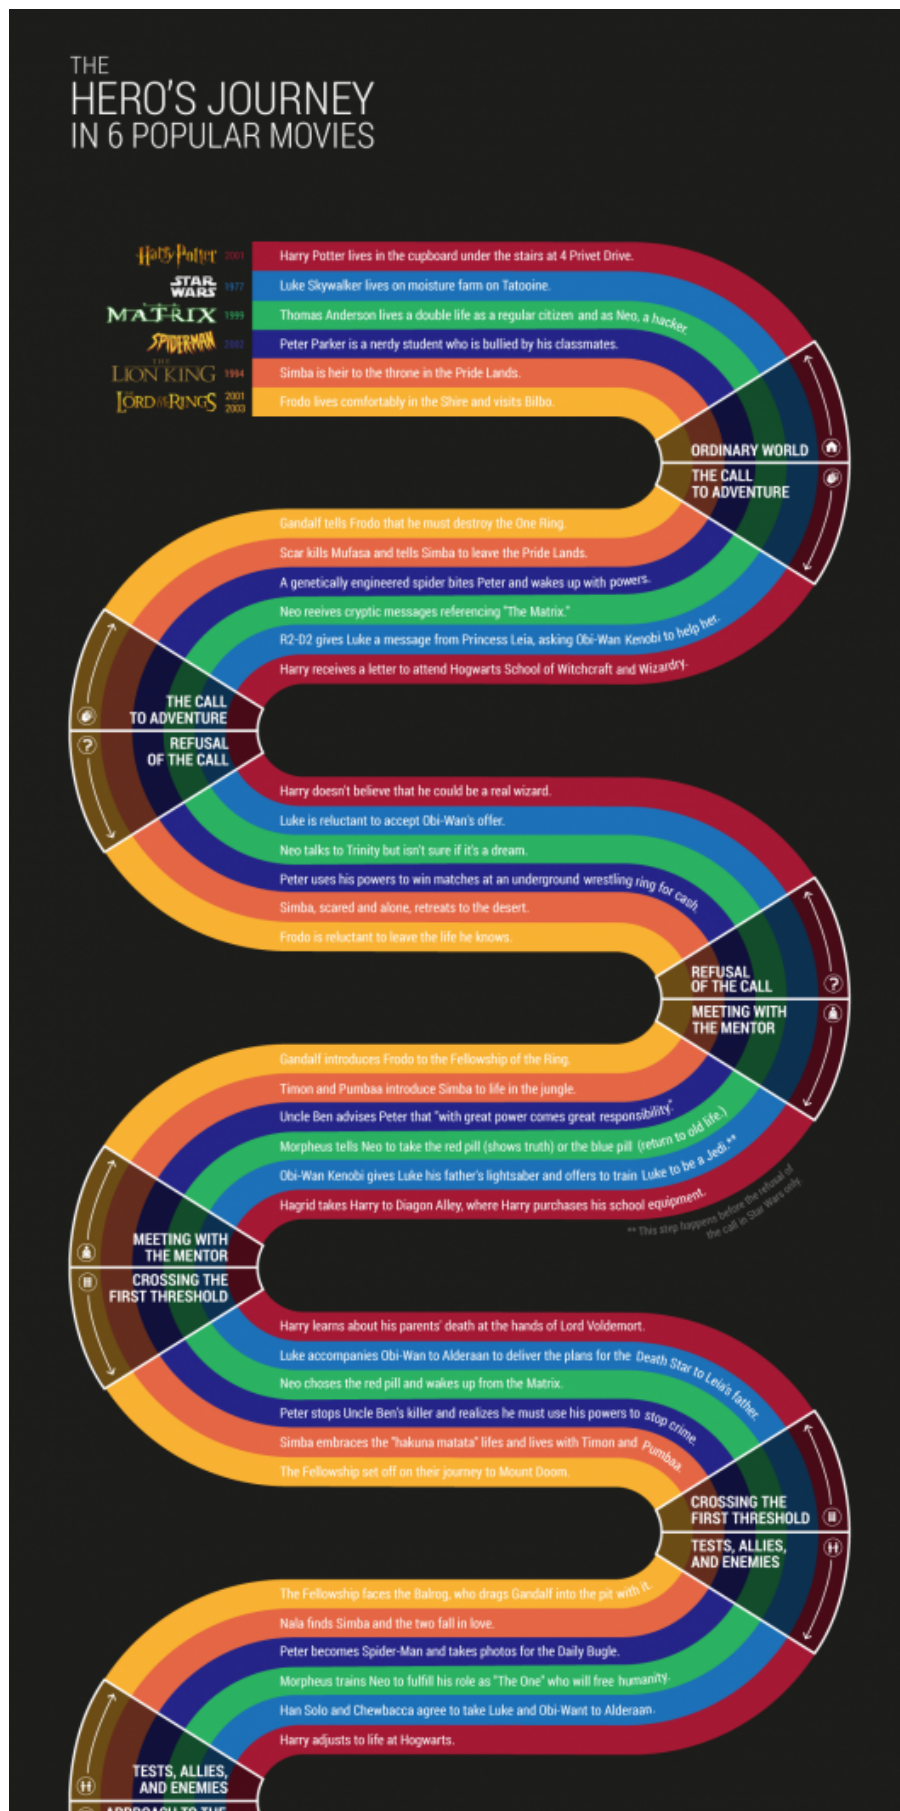 THE
HERO'S JOURNEY
IN 6 POPULAR MOVIES
Harry Potter 2001 Harry Potter lives in the cupboard under the stairs at 4 Privet Drive.
STAR WARS 1977 Luke Skywalker lives on moisture farm on Tatooine.
MATRIX 1999 Thomas Anderson lives a double life as a regular citizen and as Neo, a hacker.
SPIDERMAN 2002 Peter Parker is a nerdy student who is bullied by his classmates.
THE LION KING 1994 Simba is heir to the throne in the Pride Lands.
LORD OF THE RINGS 2001 2003 Frodo lives comfortably in the Shire and visits Bilbo.
ORDINARY WORLD
THE CALL
TO ADVENTURE
Gandalf tells Frodo that he must destroy the One Ring.
Scar kills Mufasa and tells Simba to leave the Pride Lands.
A genetically engineered spider bites Peter and wakes up with powers.
Neo reeives cryptic messages referencing "The Matrix."
R2-D2 gives Luke a message from Princess Leia, asking Obi-Wan Kenobi to help her.
Harry receives a letter to attend Hogwarts School of Witchcraft and Wizardry.
THE CALL
TO ADVENTURE
REFUSAL
OF THE CALL
Harry doesn't believe that he could be a real wizard.
Luke is reluctant to accept Obi-Wan's offer.
Neo talks to Trinity but isn't sure if it's a dream.
Peter uses his powers to win matches at an underground wrestling ring for cash.
Simba, scared and alone, retreats to the desert.
Frodo is reluctant to leave the life he knows.
REFUSAL
OF THE CALL
MEETING WITH
THE MENTOR
Gandalf introduces Frodo to the Fellowship of the Ring.
Timon and Pumbaa introduce Simba to life in the jungle.
Uncle Ben advises Peter that "with great power comes great responsibility."
Morpheus tells Neo to take the red pill (shows truth) or the blue pill (return to old life.)
Obi-Wan Kenobi gives Luke his father's lightsaber and offers to train Luke to be a Jedi.**
Hagrid takes Harry to Diagon Alley, where Harry purchases his school equipment.
** This step happens before the refusal of
the call in Star Wars only.
MEETING WITH
THE MENTOR
CROSSING THE
FIRST THRESHOLD
Harry learns about his parents' death at the hands of Lord Voldemort.
Luke accompanies Obi-Wan to Alderaan to deliver the plans for the Death Star to Leia's father.
Neo choses the red pill and wakes up from the Matrix.
Peter stops Uncle Ben's killer and realizes he must use his powers to stop crime.
Simba embraces the "hakuna matata" lifes and lives with Timon and Pumbaa.
The Fellowship set off on their journey to Mount Doom.
CROSSING THE
FIRST THRESHOLD
TESTS, ALLIES,
AND ENEMIES
The Fellowship faces the Balrog, who drags Gandalf into the pit with it.
Nala finds Simba and the two fall in love.
Peter becomes Spider-Man and takes photos for the Daily Bugle.
Morpheus trains Neo to fulfill his role as "The One" who will free humanity.
Han Solo and Chewbacca agree to take Luke and Obi-Want to Alderaan.
Harry adjusts to life at Hogwarts.
TESTS, ALLIES,
AND ENEMIES
APPROACH TO THE